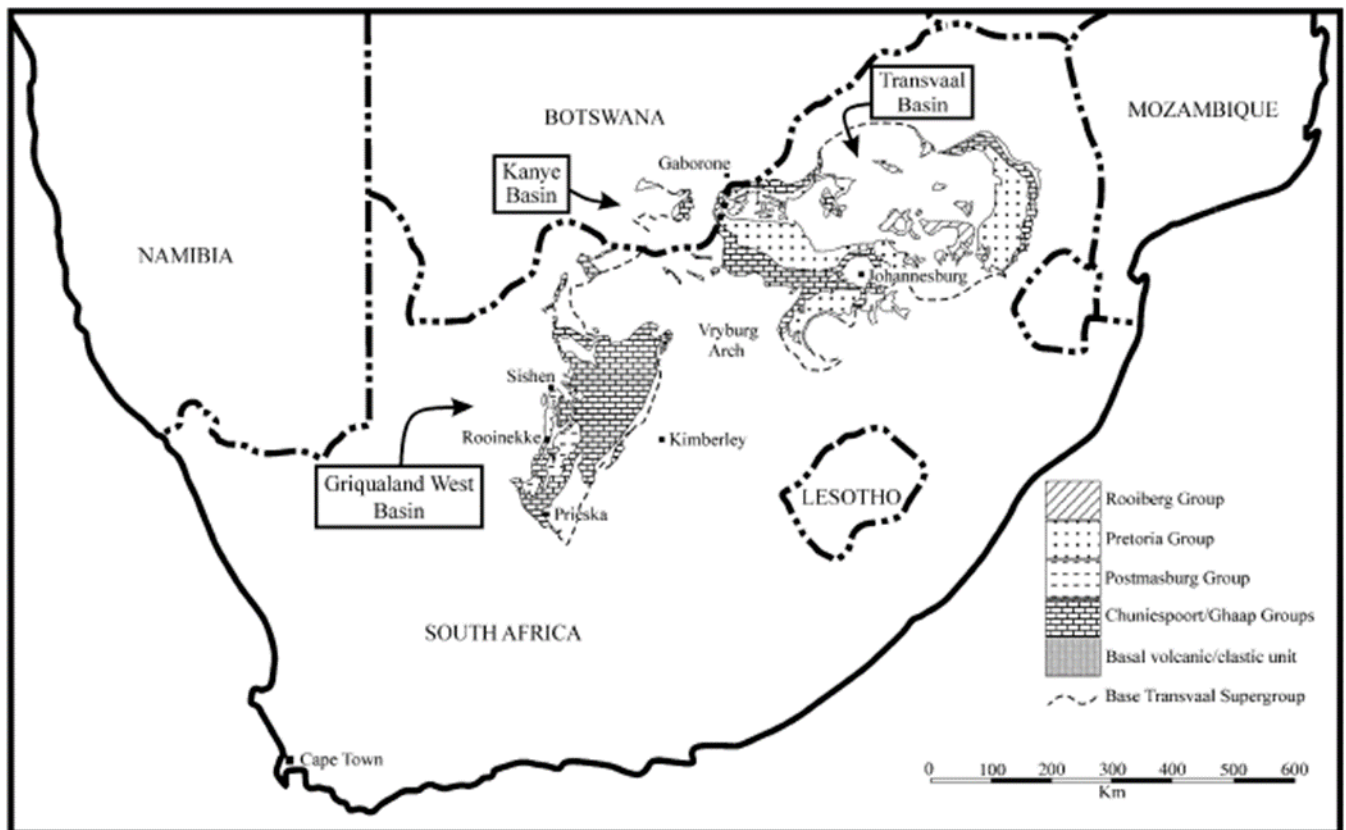 Transvaal
Basin
BOTSWANA
MOZAMBIQUE
Gaborone
Kanye
Basin
NAMIBIA
Johannesburg
Vryburg
Arch
Sishen
Rooinekke
Kimberley
Griqualand West
Basin
LESOTHO
Prieska
SOUTH AFRICA
Rooiberg Group
Pretoria Group
Postmasburg Group
Chuniespoort/Ghaap Groups
Basal volcanic/clastic unit
Base Transvaal Supergroup
Cape Town
0 100 200 300 400 500 600
Km